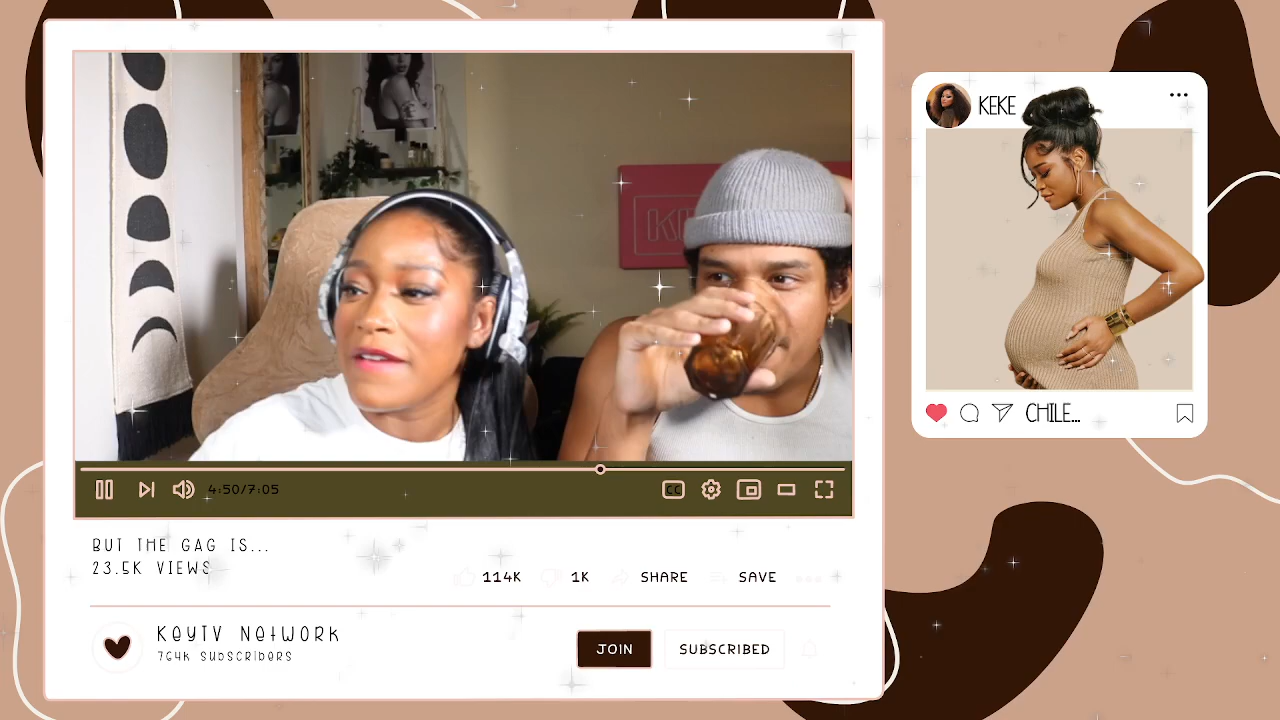 KEKE
CC
4:50/7:05
CHILE...
BUT THE GAG IS...
23.5K VIEWS
114K
1K
SHARE
SAVE
KEYTV NETWORK
764K SUBSCRIBERS
JOIN
SUBSCRIBED